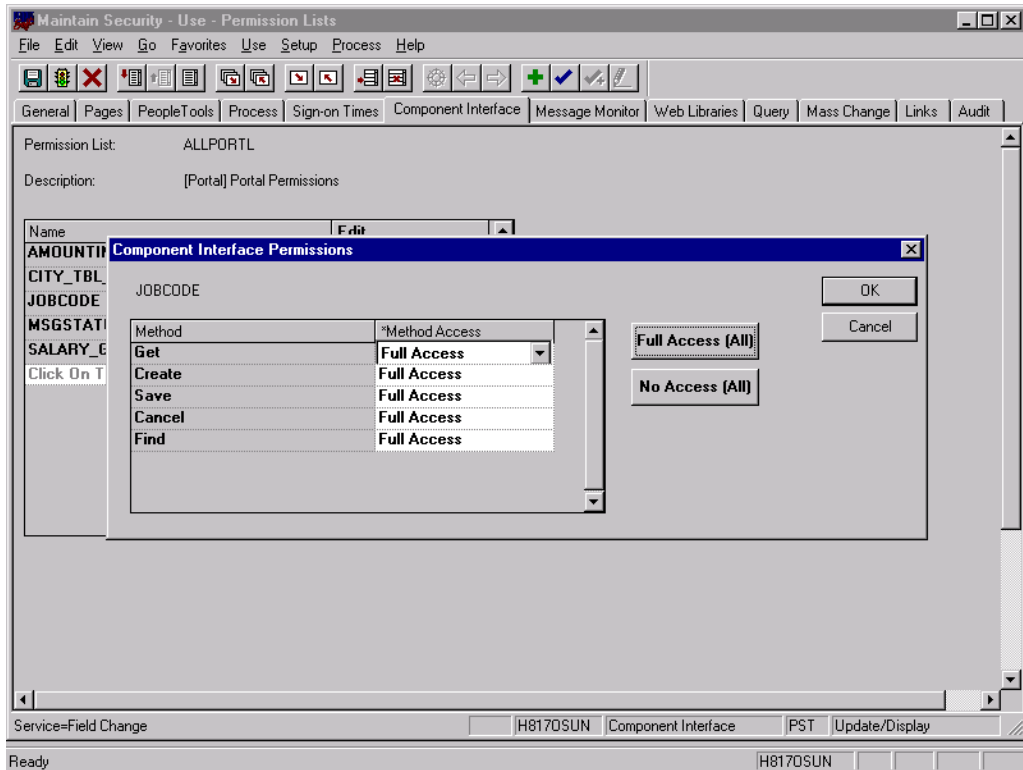 Maintain Security - Use - Permission Lists
File Edit View Go Favorites Use Setup Process Help
General Pages PeopleTools Process Sign-on Times Component Interface Message Monitor Web Libraries Query Mass Change Links Audit
Permission List: ALLPORTL
Description: [Portal] Portal Permissions
Name Edit
Component Interface Permissions
CITY_TBL_
JOBCODE
MSGSTATI
SALARY_G
Click On T
JOBCODE
OK
Cancel
Method *Method Access
Get Full Access
Create Full Access
Save Full Access
Cancel Full Access
Find Full Access
Full Access (All)
No Access (All)
Service=Field Change H817OSUN Component Interface PST Update/Display
Ready H817OSUN